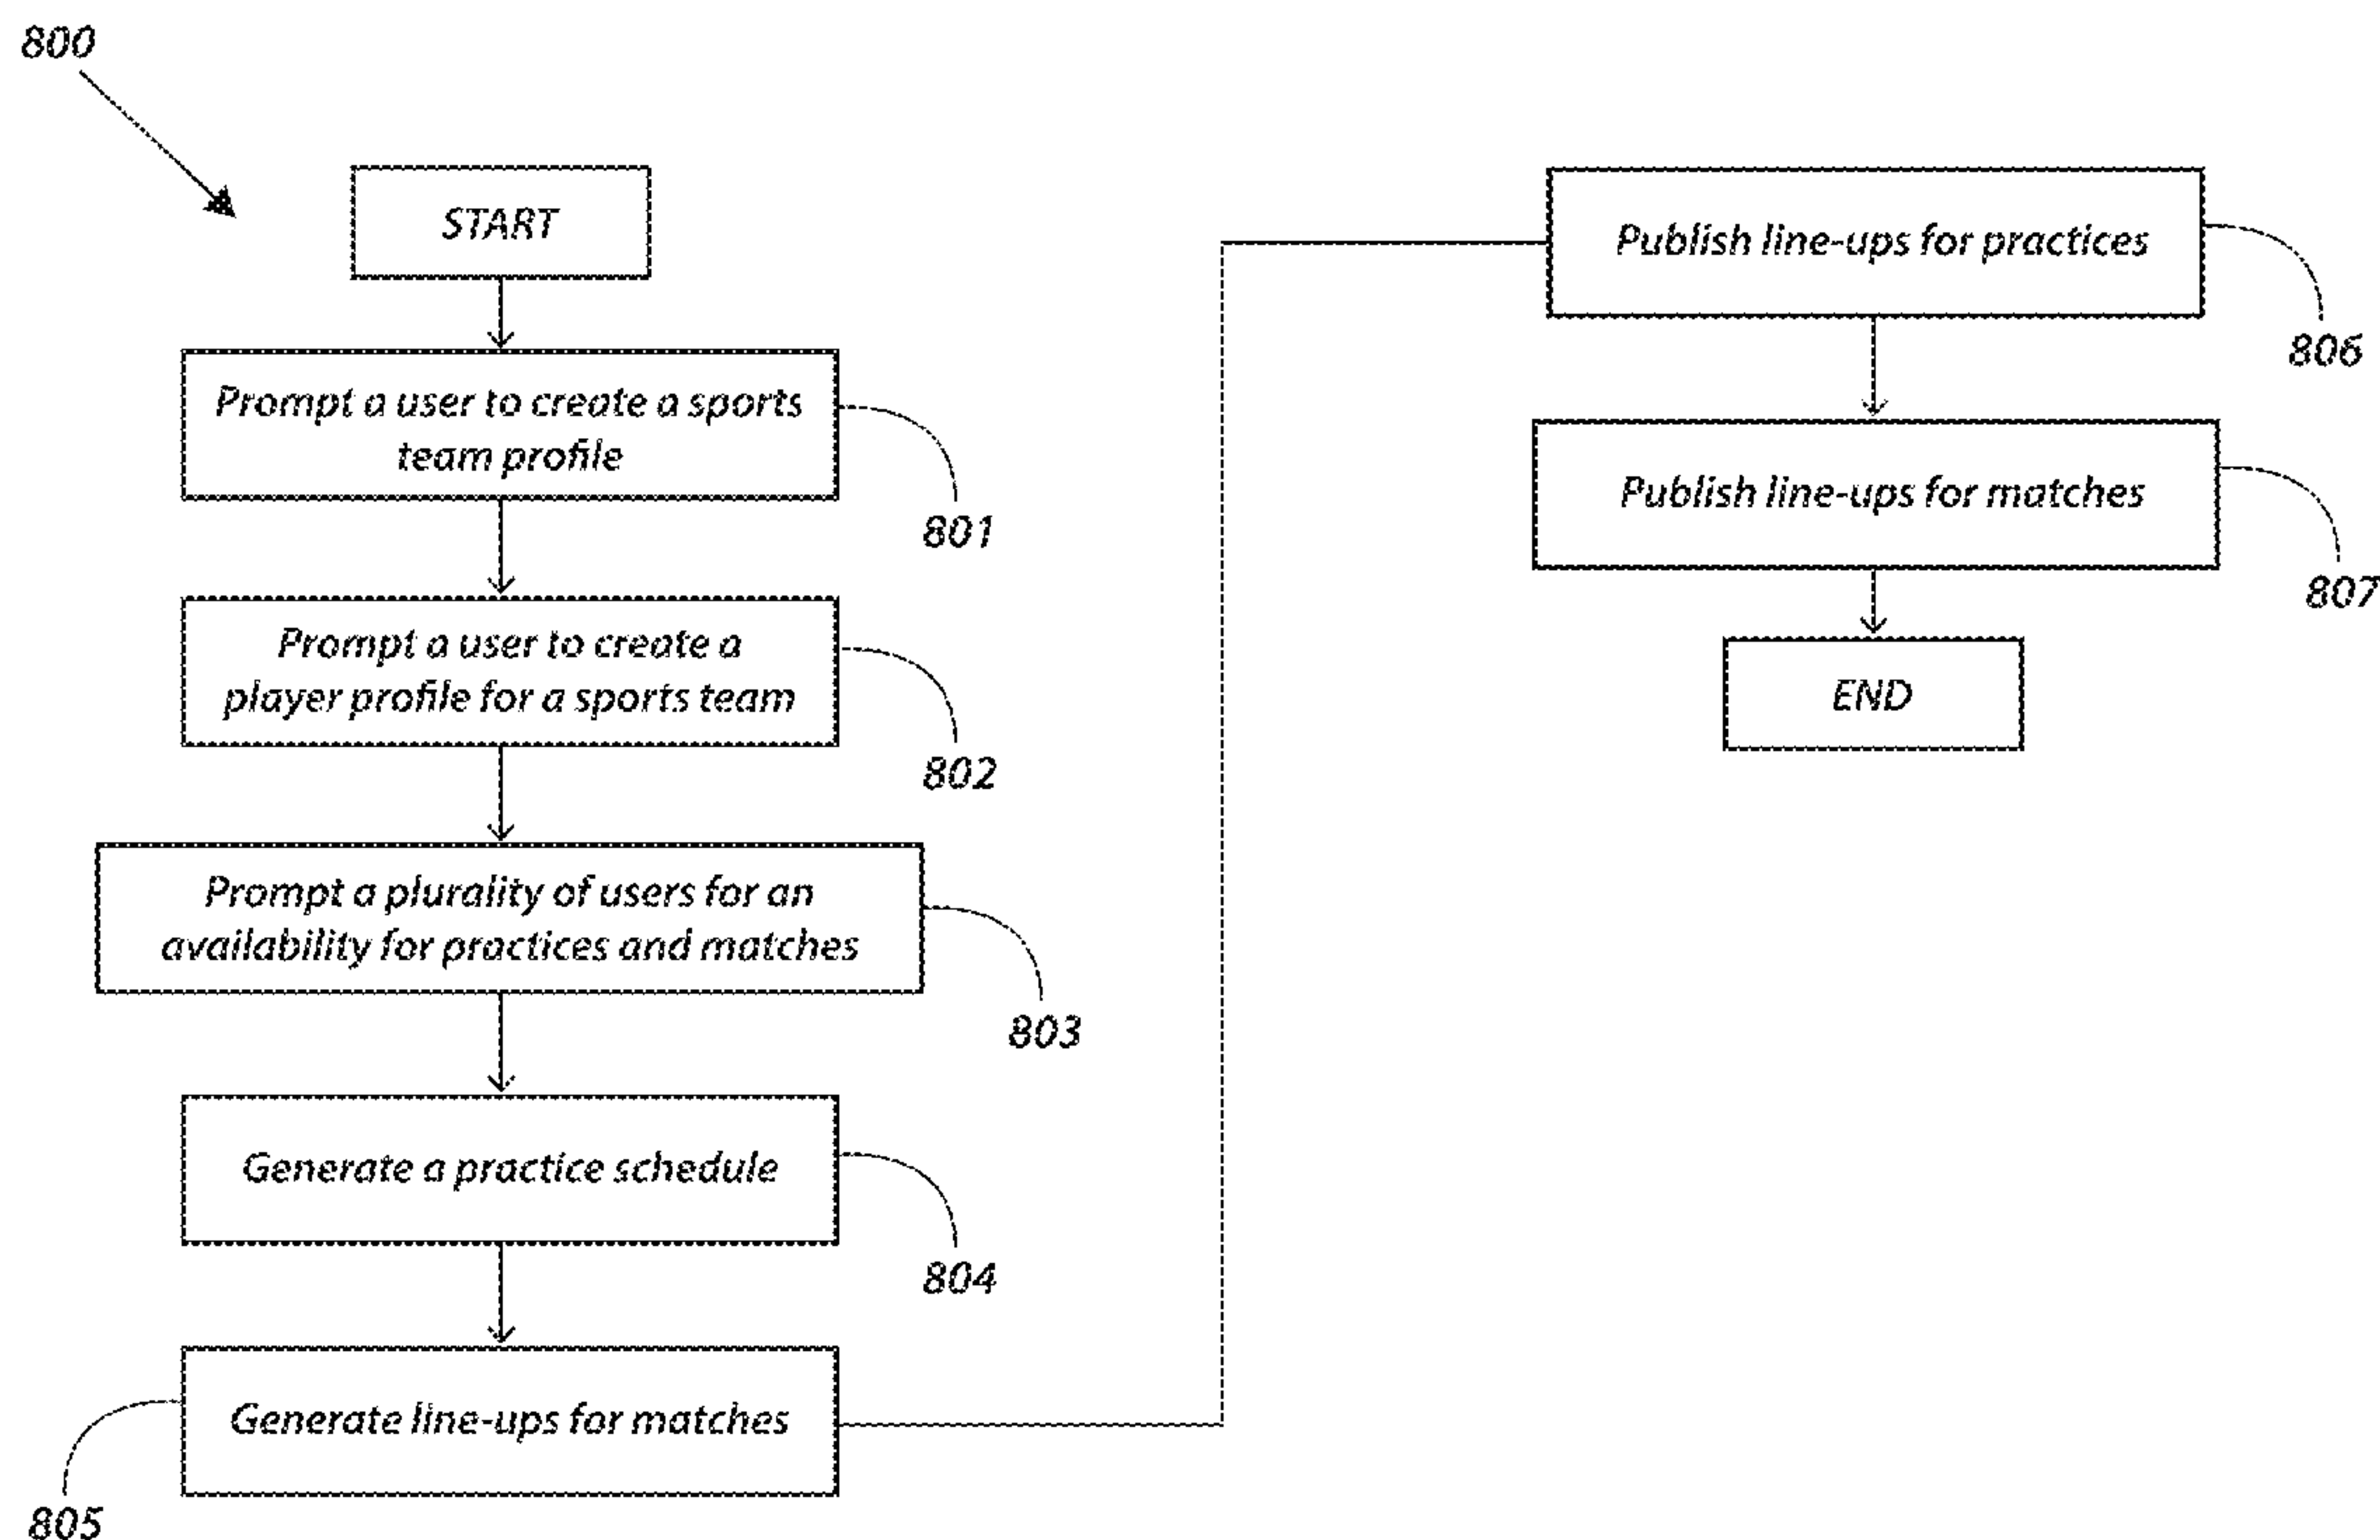 800
START
Prompt a user to create a sports
team profile
801
Prompt a user to create a
player profile for a sports team
802
Prompt a plurality of users for an
availability for practices and matches
803
Generate a practice schedule
804
Generate line-ups for matches
805
Publish line-ups for practices
806
Publish line-ups for matches
807
END